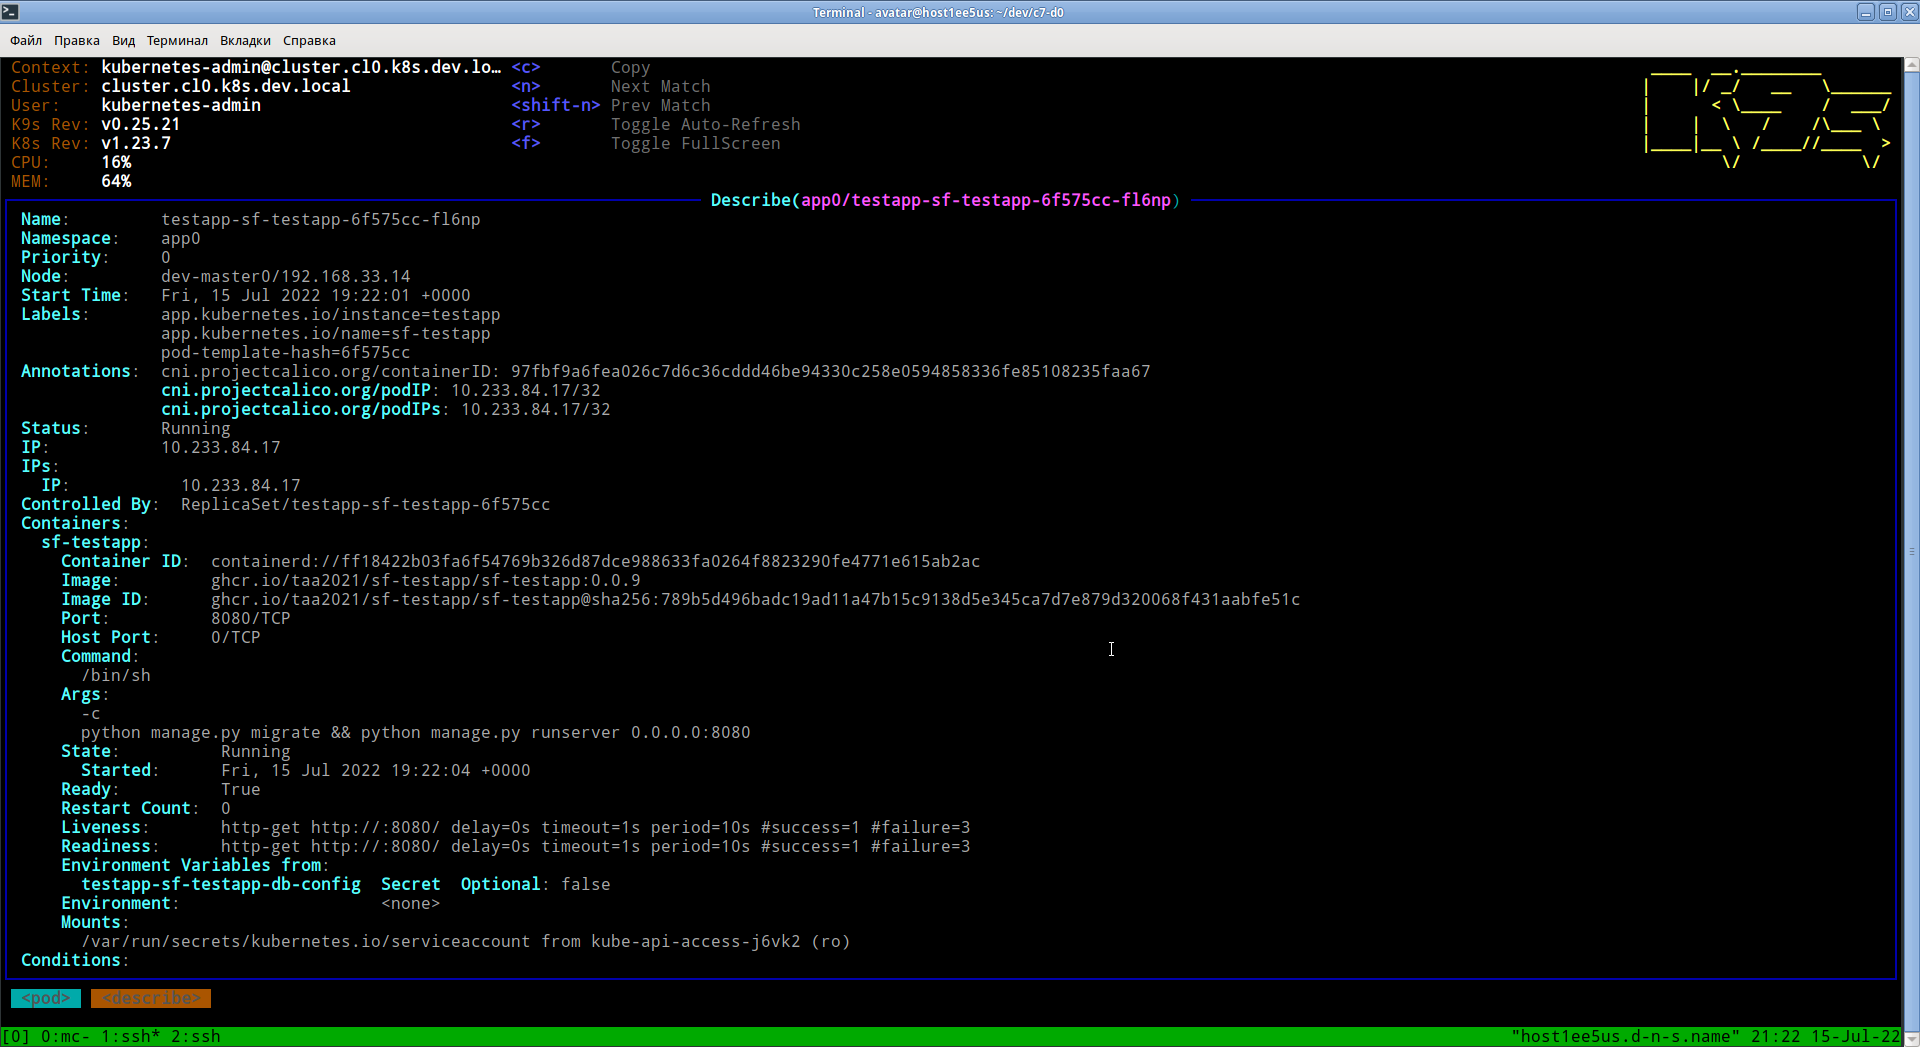 Terminal - avatar@host1ee5us: ~/dev/c7-d0
Файл Правка Вид Терминал Вкладки Справка
Context: kubernetes-admin@cluster.cl0.k8s.dev.lo… <c> Copy
Cluster: cluster.cl0.k8s.dev.local <n> Next Match
User: kubernetes-admin <shift-n> Prev Match
K9s Rev: v0.25.21 <r> Toggle Auto-Refresh
K8s Rev: v1.23.7 <f> Toggle FullScreen
CPU: 16%
MEM: 64%
Describe(app0/testapp-sf-testapp-6f575cc-fl6np)
Name: testapp-sf-testapp-6f575cc-fl6np
Namespace: app0
Priority: 0
Node: dev-master0/192.168.33.14
Start Time: Fri, 15 Jul 2022 19:22:01 +0000
Labels: app.kubernetes.io/instance=testapp
app.kubernetes.io/name=sf-testapp
pod-template-hash=6f575cc
Annotations: cni.projectcalico.org/containerID: 97fbf9a6fea026c7d6c36cddd46be94330c258e0594858336fe85108235faa67
cni.projectcalico.org/podIP: 10.233.84.17/32
cni.projectcalico.org/podIPs: 10.233.84.17/32
Status: Running
IP: 10.233.84.17
IPs:
IP: 10.233.84.17
Controlled By: ReplicaSet/testapp-sf-testapp-6f575cc
Containers:
sf-testapp:
Container ID: containerd://ff18422b03fa6f54769b326d87dce988633fa0264f8823290fe4771e615ab2ac
Image: ghcr.io/taa2021/sf-testapp/sf-testapp:0.0.9
Image ID: ghcr.io/taa2021/sf-testapp/sf-testapp@sha256:789b5d496badc19ad11a47b15c9138d5e345ca7d7e879d320068f431aabfe51c
Port: 8080/TCP
Host Port: 0/TCP
Command:
/bin/sh
Args:
-c
python manage.py migrate && python manage.py runserver 0.0.0.0:8080
State: Running
Started: Fri, 15 Jul 2022 19:22:04 +0000
Ready: True
Restart Count: 0
Liveness: http-get http://:8080/ delay=0s timeout=1s period=10s #success=1 #failure=3
Readiness: http-get http://:8080/ delay=0s timeout=1s period=10s #success=1 #failure=3
Environment Variables from:
testapp-sf-testapp-db-config Secret Optional: false
Environment: <none>
Mounts:
/var/run/secrets/kubernetes.io/serviceaccount from kube-api-access-j6vk2 (ro)
Conditions:
<pod> <describe>
[0] 0:mc- 1:ssh* 2:ssh "host1ee5us.d-n-s.name" 21:22 15-Jul-22